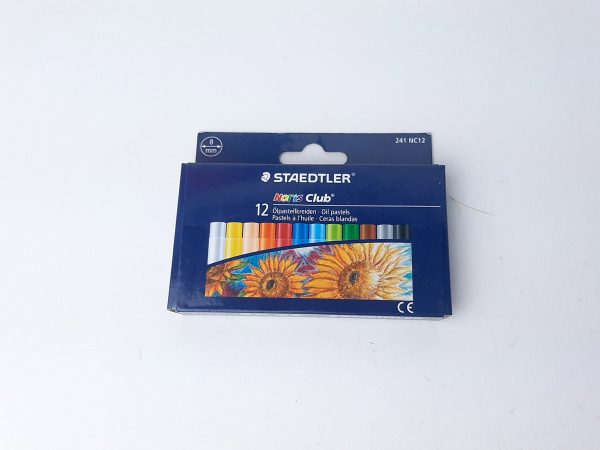 8
mm
241 NC12
STAEDTLER®
Noris Club®
12 Ölpastellkreiden · Oil pastels
Pastels à l'huile · Ceras blandas
CE